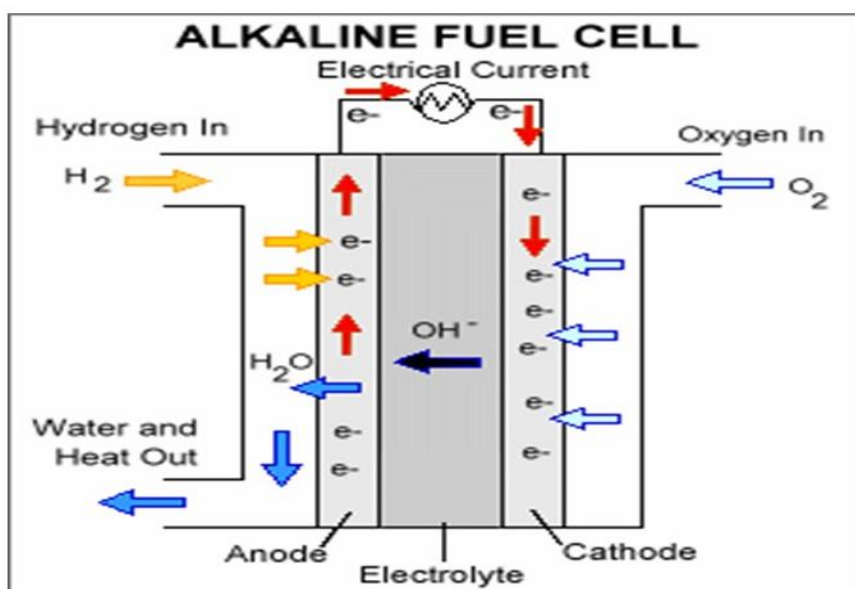 ALKALINE FUEL CELL
Electrical Current
e-
e-
Hydrogen In
Oxygen In
H2
O2
e-
e-
e-
e-
e-
OH-
e-
H2O
e-
e-
Water and
Heat Out
e-
e-
Anode
Cathode
Electrolyte